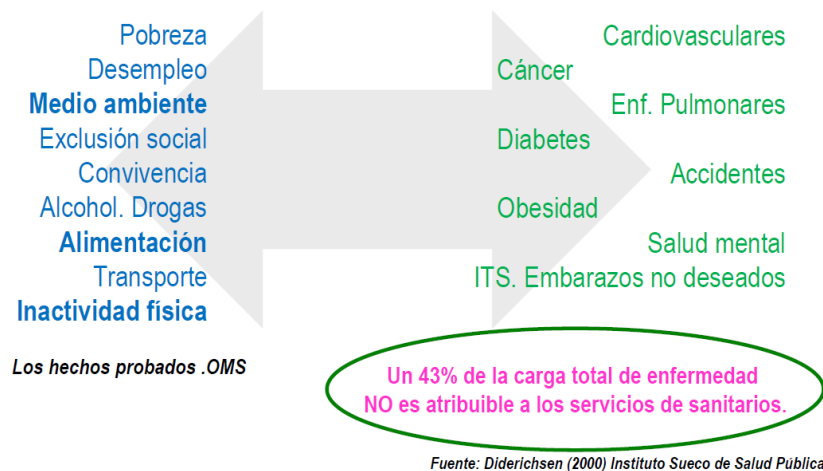 Pobreza
Desempleo
Medio ambiente
Exclusión social
Convivencia
Alcohol. Drogas
Alimentación
Transporte
Inactividad física
Los hechos probados .OMS
Cardiovasculares
Cáncer
Enf. Pulmonares
Diabetes
Accidentes
Obesidad
Salud mental
ITS. Embarazos no deseados
Un 43% de la carga total de enfermedad
NO es atribuible a los servicios de sanitarios.
Fuente: Diderichsen (2000) Instituto Sueco de Salud Pública